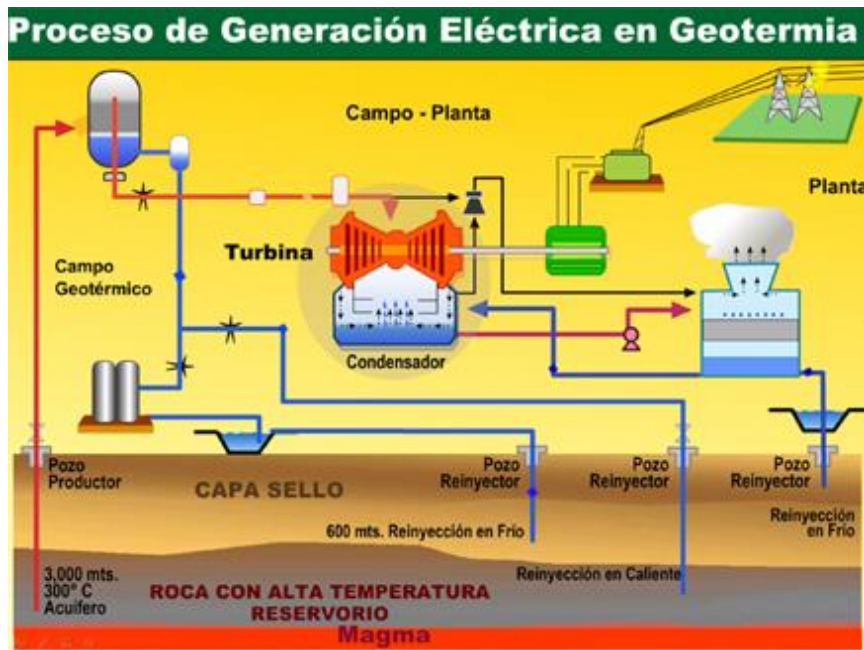 Proceso de Generación Eléctrica en Geotermia
Campo - Planta
Planta
Turbina
Campo
Geotérmico
Condensador
Pozo
Productor
Pozo
Reinyector
Pozo
Reinyector
Pozo
Reinyector
CAPA SELLO
600 mts. Reinyección en Frío
Reinyección
en Frío
Reinyección en Caliente
3,000 mts.
300° C
Acuífero
ROCA CON ALTA TEMPERATURA
RESERVORIO
Magma